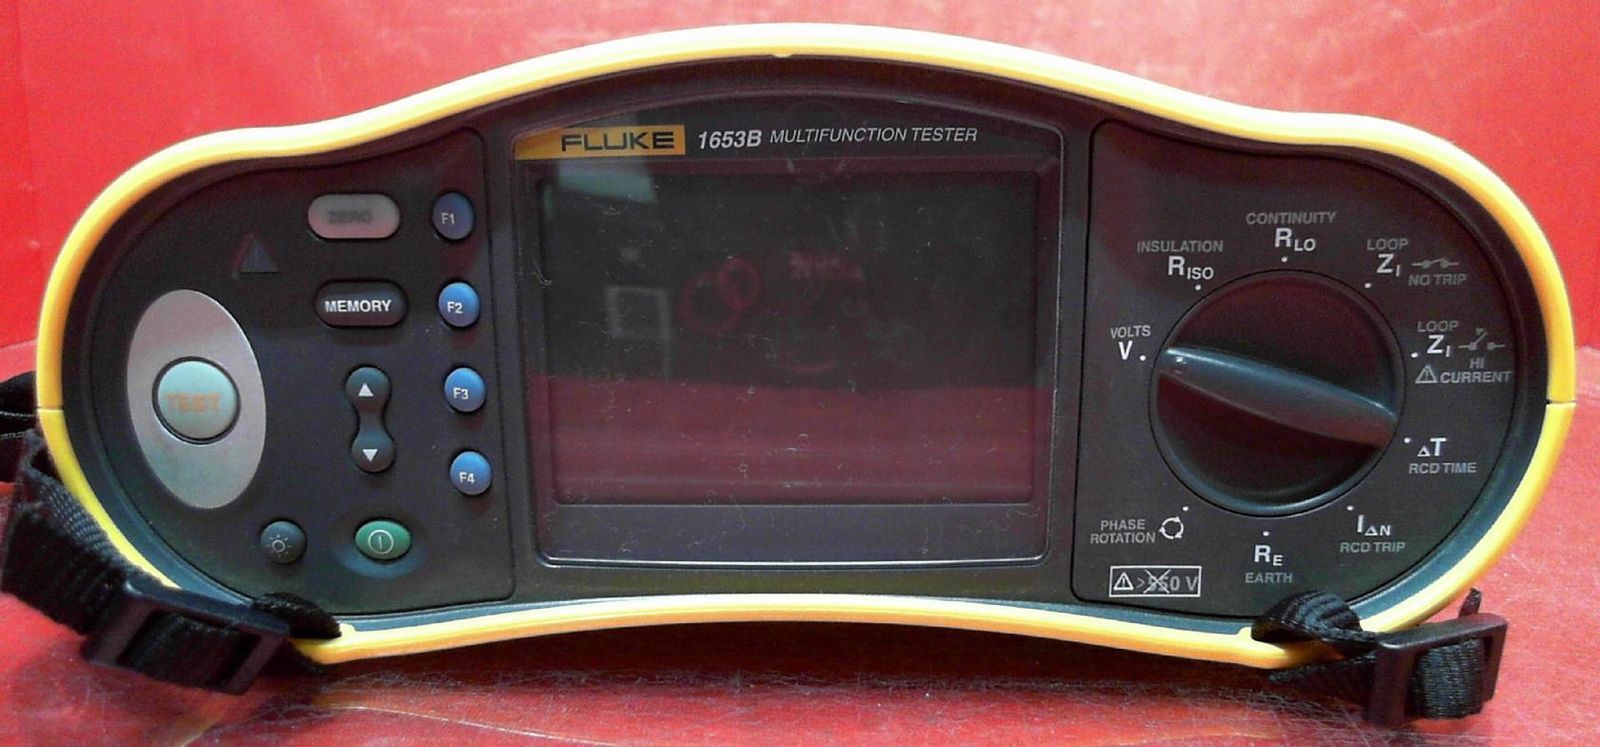 FLUKE 1653B MULTIFUNCTION TESTER
ZERO
F1
MEMORY
F2
F3
F4
TEST
VOLTS
V
INSULATION
RISO
CONTINUITY
RLO
LOOP
ZI
NO TRIP
LOOP
ZI
HI
CURRENT
ΔT
RCD TIME
IΔN
RCD TRIP
RE
EARTH
PHASE
ROTATION
>550 V